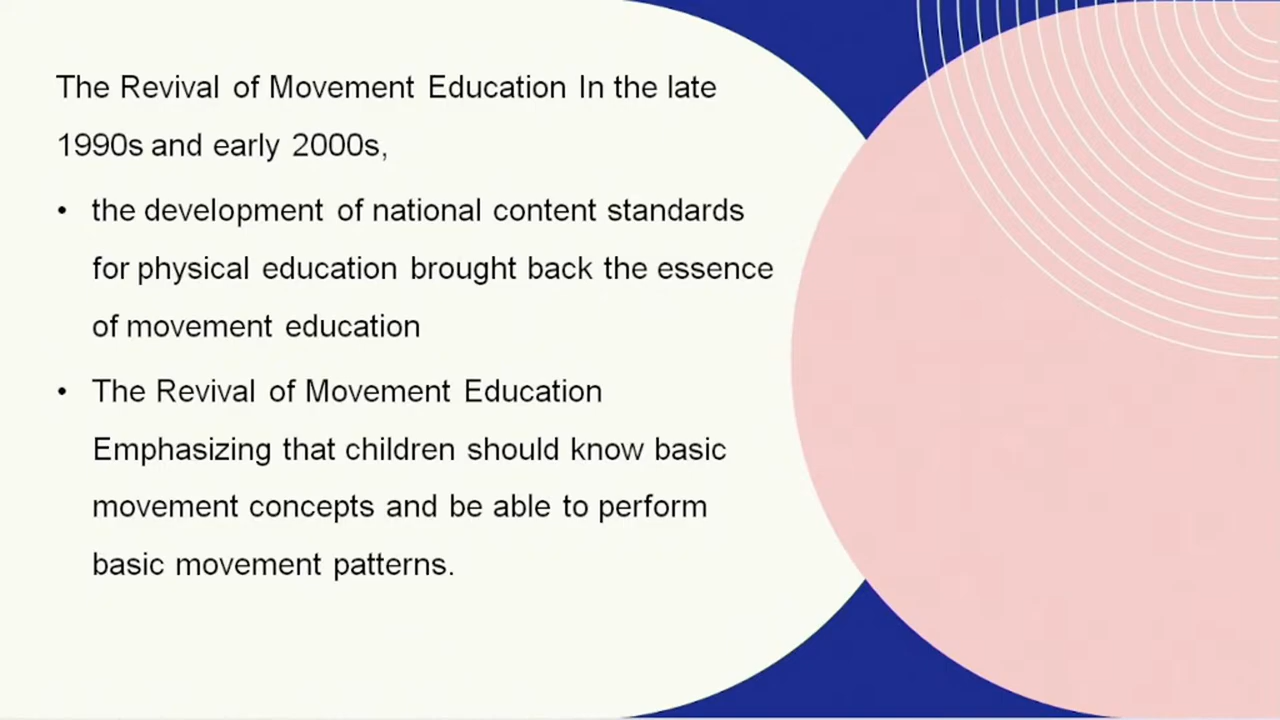 The Revival of Movement Education In the late
1990s and early 2000s,
• the development of national content standards
for physical education brought back the essence
of movement education
• The Revival of Movement Education
Emphasizing that children should know basic
movement concepts and be able to perform
basic movement patterns.